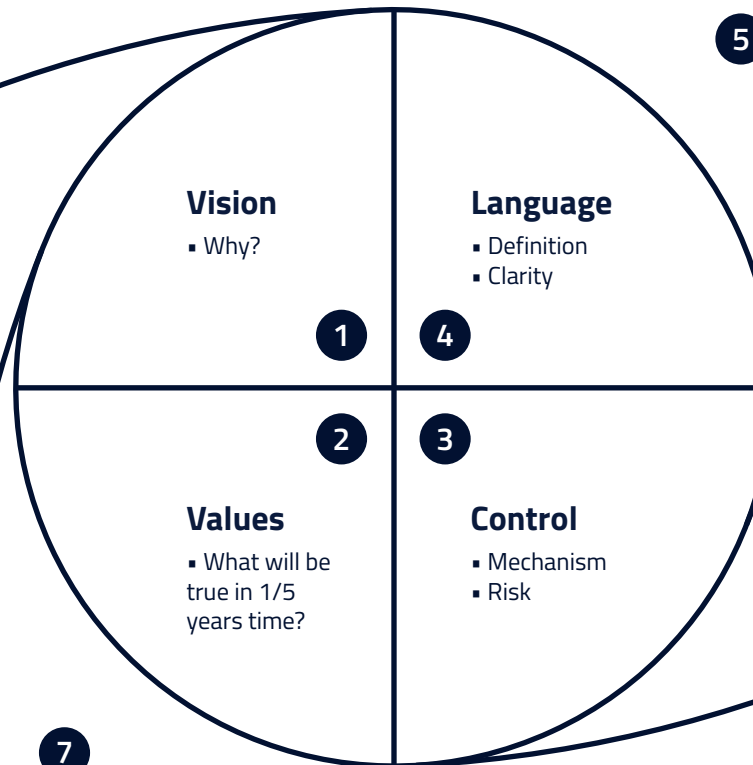 5
Vision
▪ Why?
Language
▪ Definition
▪ Clarity
1
4
2
3
Values
▪ What will be
true in 1/5
years time?
Control
▪ Mechanism
▪ Risk
7